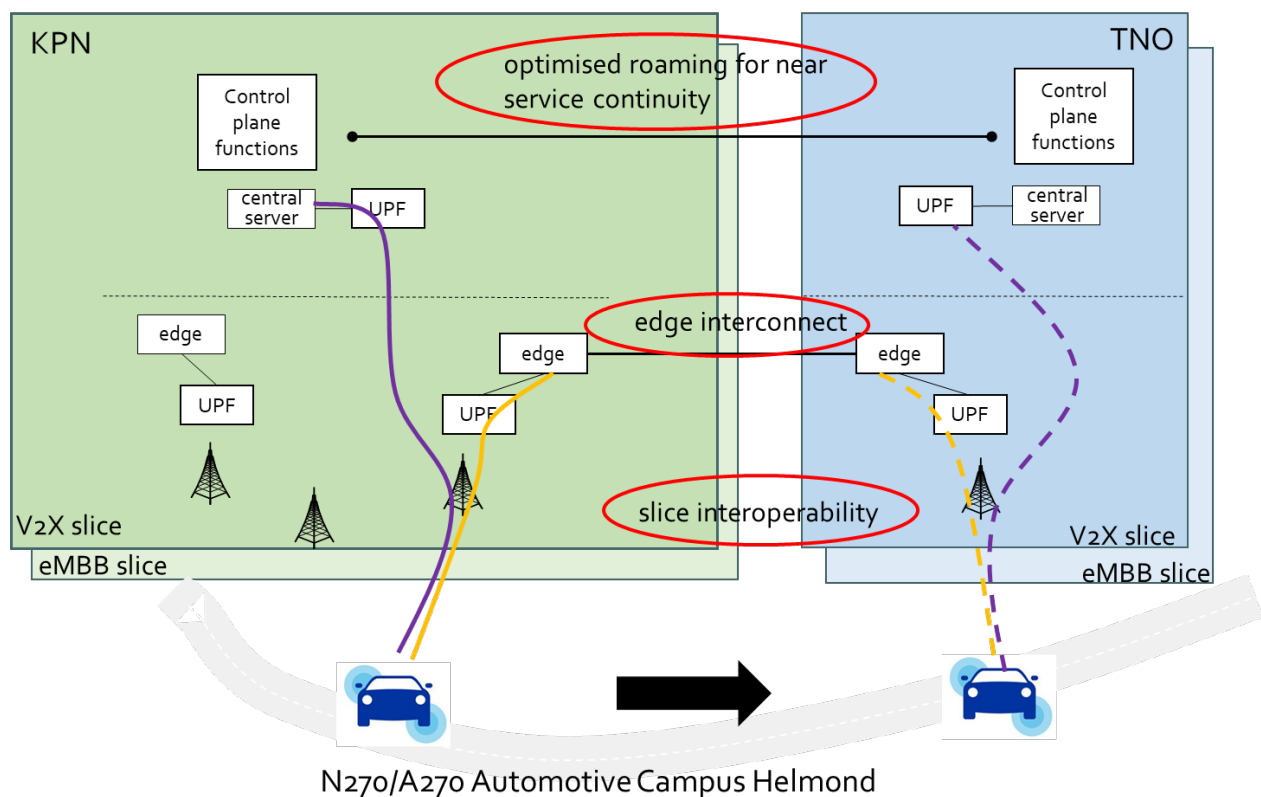 KPN
TNO
optimised roaming for near
service continuity
Control
plane
functions
Control
plane
functions
central
server
UPF
UPF
central
server
edge
edge interconnect
edge
edge
UPF
UPF
UPF
slice interoperability
V2X slice
V2X slice
eMBB slice
eMBB slice
N270/A270 Automotive Campus Helmond